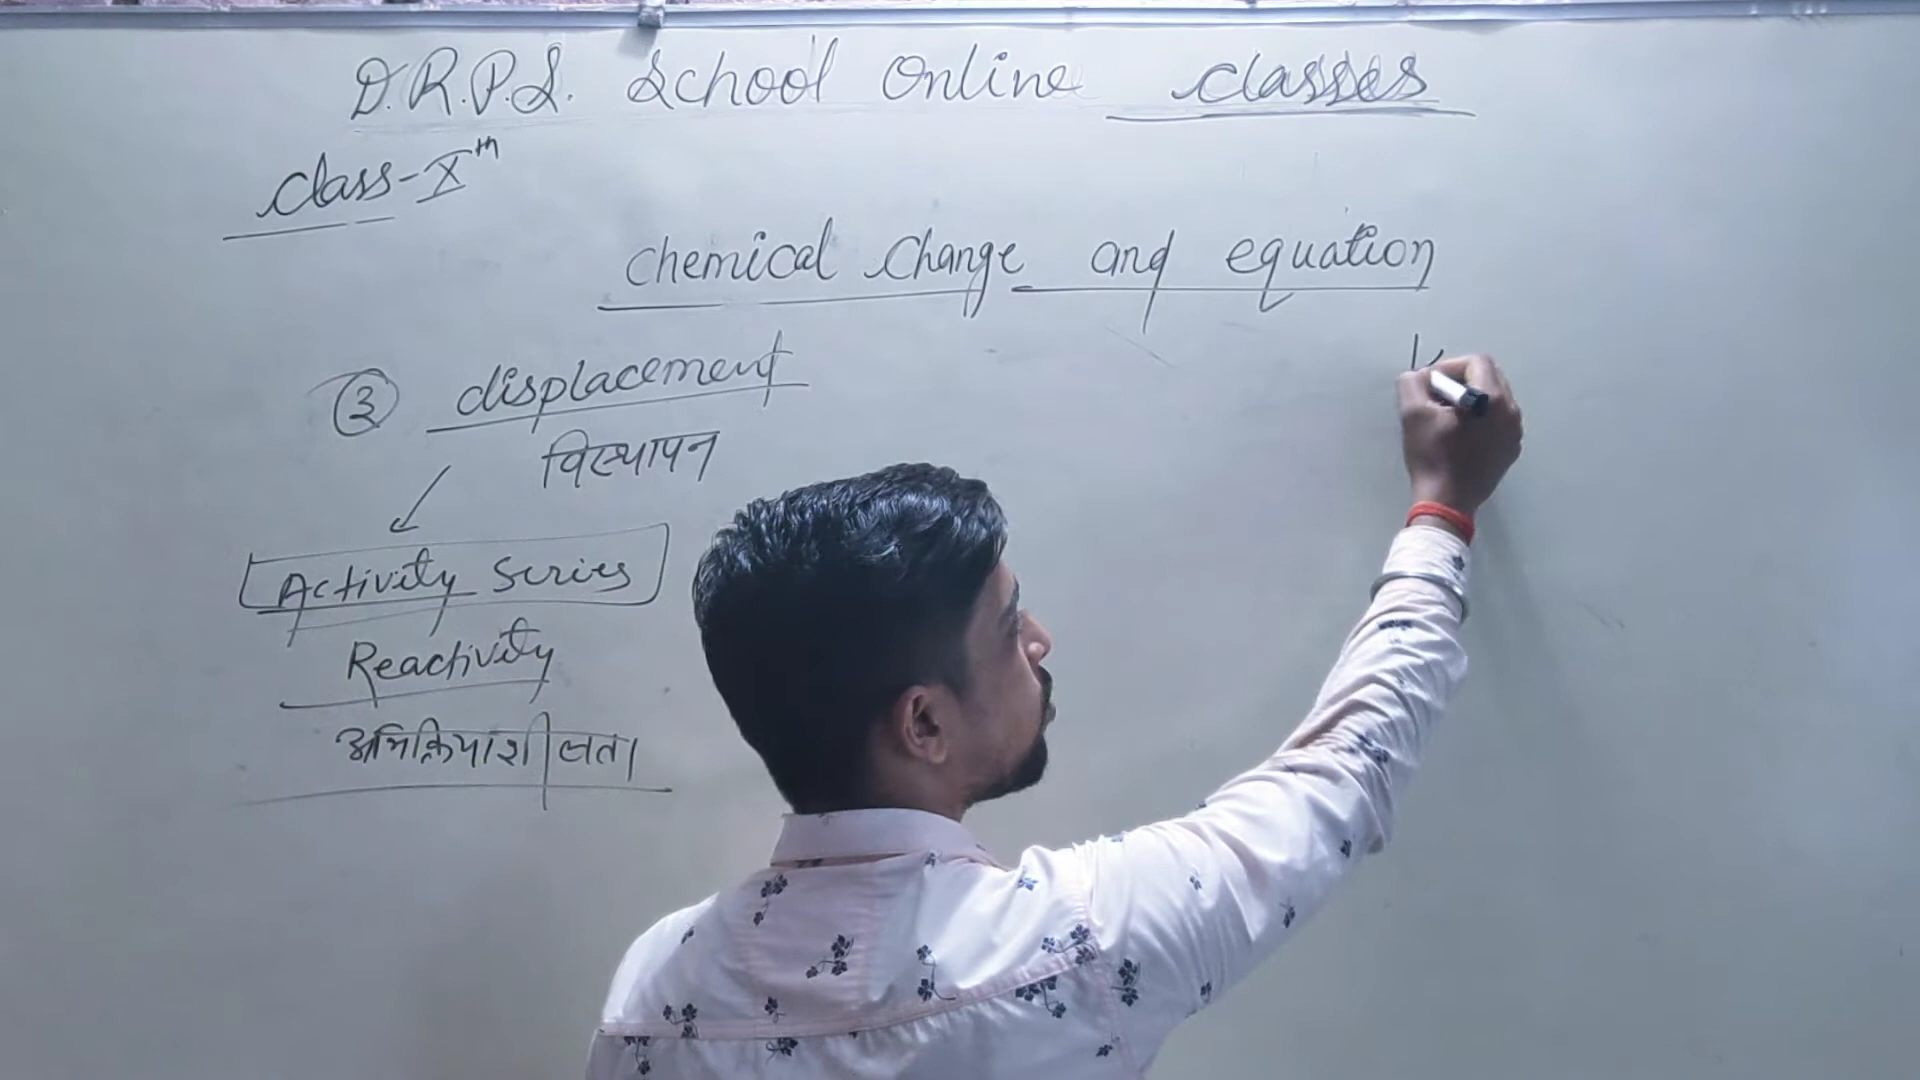 D.R.P.S. School Online classes
class-Xth
chemical change and equation
K
③ displacement
विस्थापन
Activity Series
Reactivity
अभिक्रियाशीलता